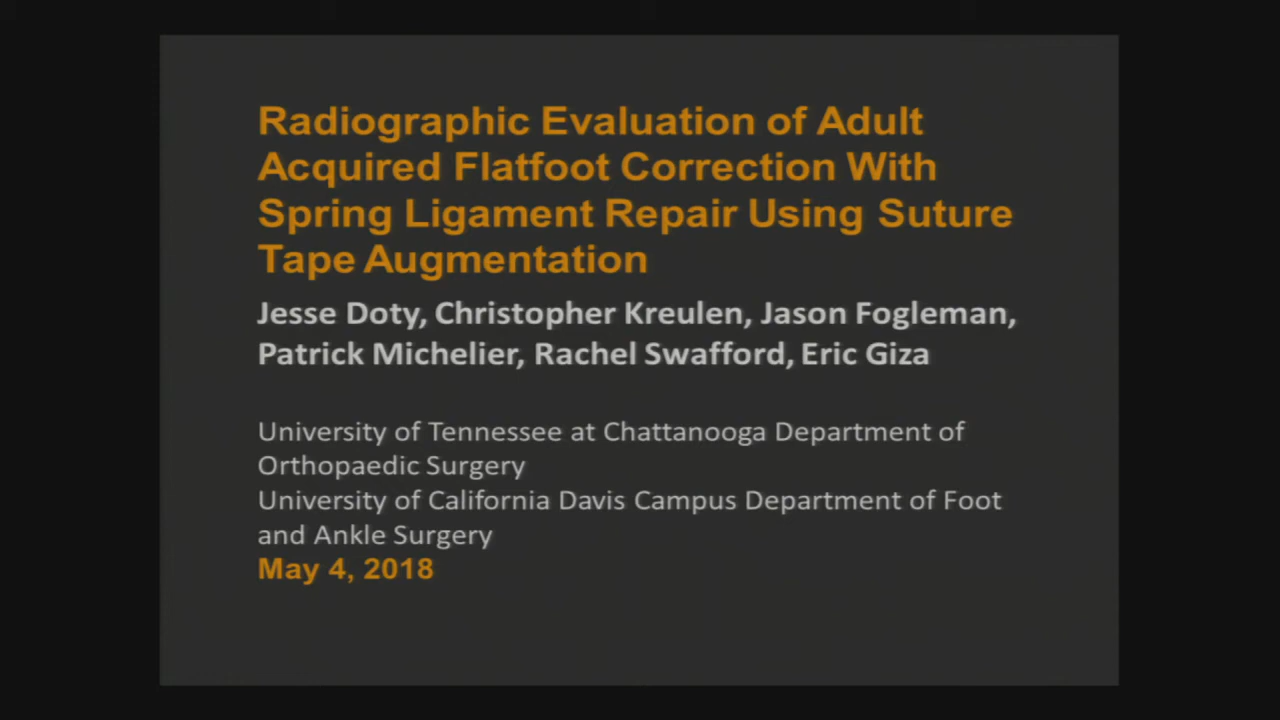 Radiographic Evaluation of Adult
Acquired Flatfoot Correction With
Spring Ligament Repair Using Suture
Tape Augmentation
Jesse Doty, Christopher Kreulen, Jason Fogleman,
Patrick Michelier, Rachel Swafford, Eric Giza
University of Tennessee at Chattanooga Department of
Orthopaedic Surgery
University of California Davis Campus Department of Foot
and Ankle Surgery
May 4, 2018